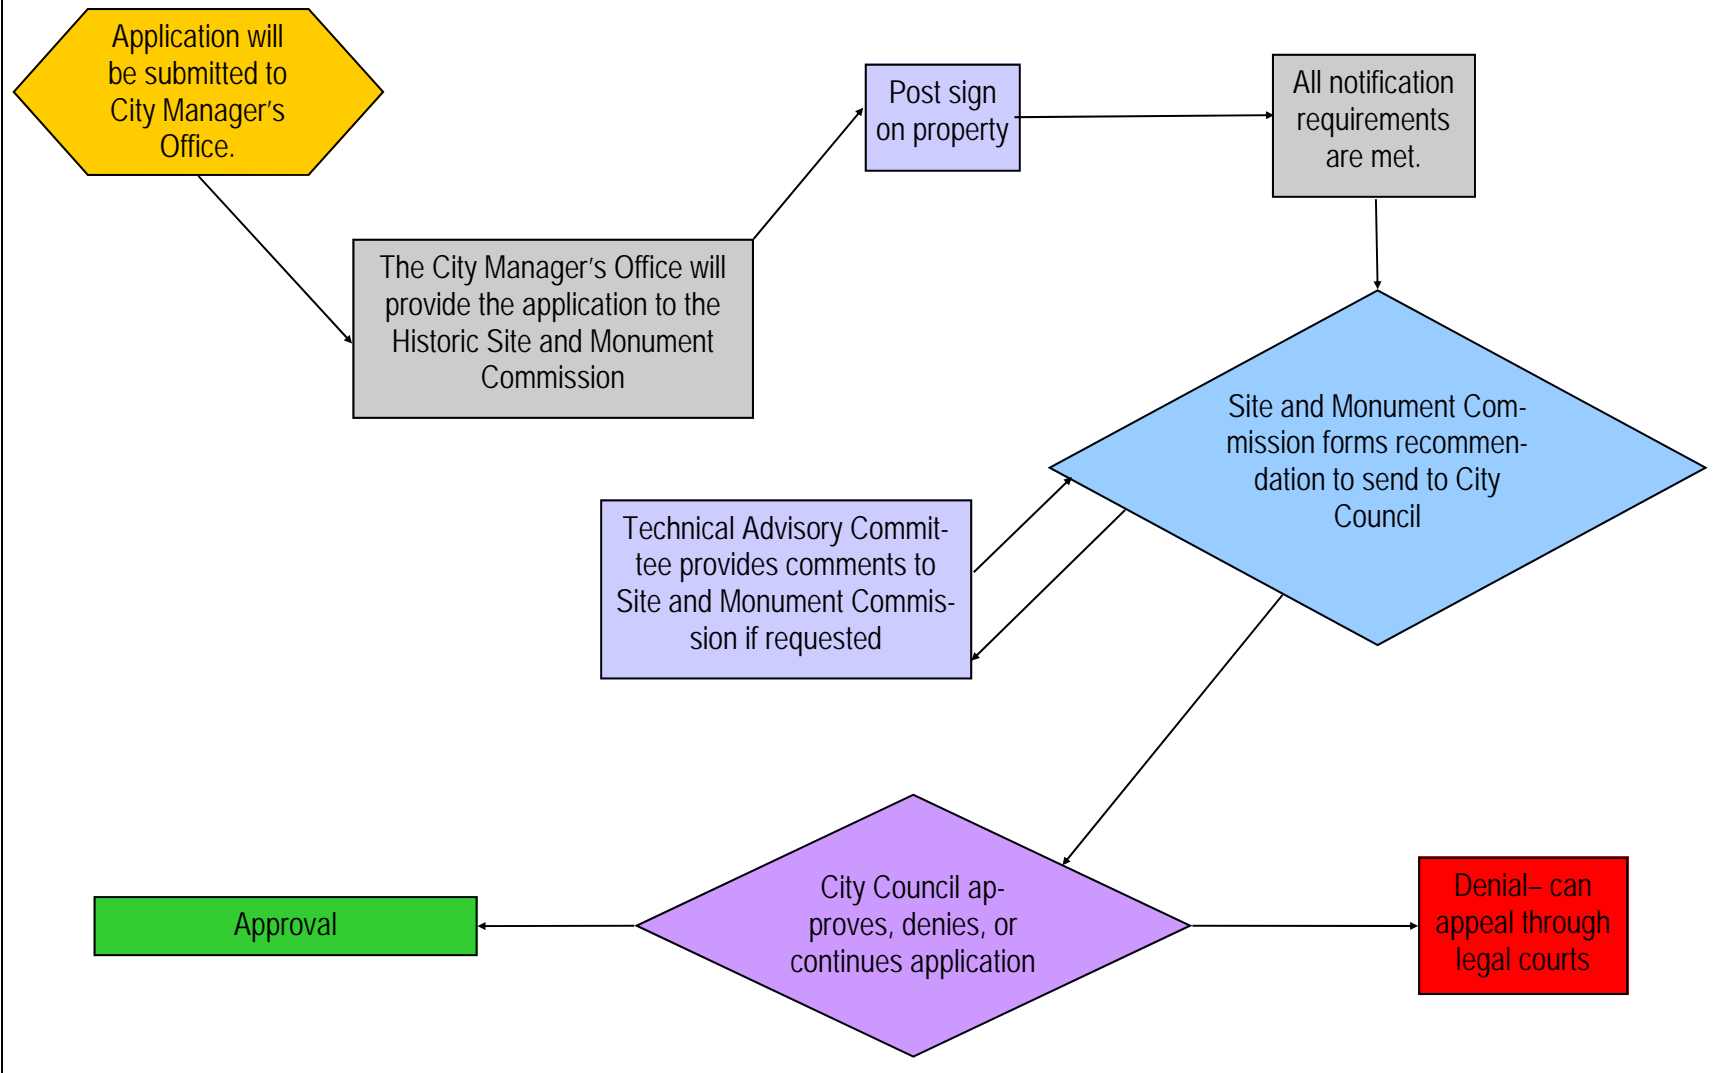 Application will
be submitted to
City Manager’s
Office.
The City Manager’s Office will
provide the application to the
Historic Site and Monument
Commission
Post sign
on property
All notification
requirements
are met.
Site and Monument Com-
mission forms recommen-
dation to send to City
Council
Technical Advisory Commit-
tee provides comments to
Site and Monument Commis-
sion if requested
City Council ap-
proves, denies, or
continues application
Approval
Denial– can
appeal through
legal courts